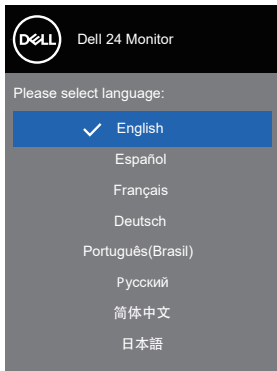 DELL
Dell 24 Monitor
Please select language:
English
Español
Français
Deutsch
Português(Brasil)
Русский
简体中文
日本語